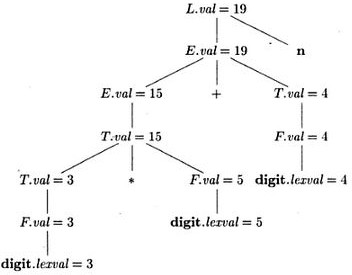 L.val = 19
E.val = 19 n
E.val = 15 + T.val = 4
T.val = 15 F.val = 4
T.val = 3 * F.val = 5 digit.lexval = 4
F.val = 3 digit.lexval = 5
digit.lexval = 3